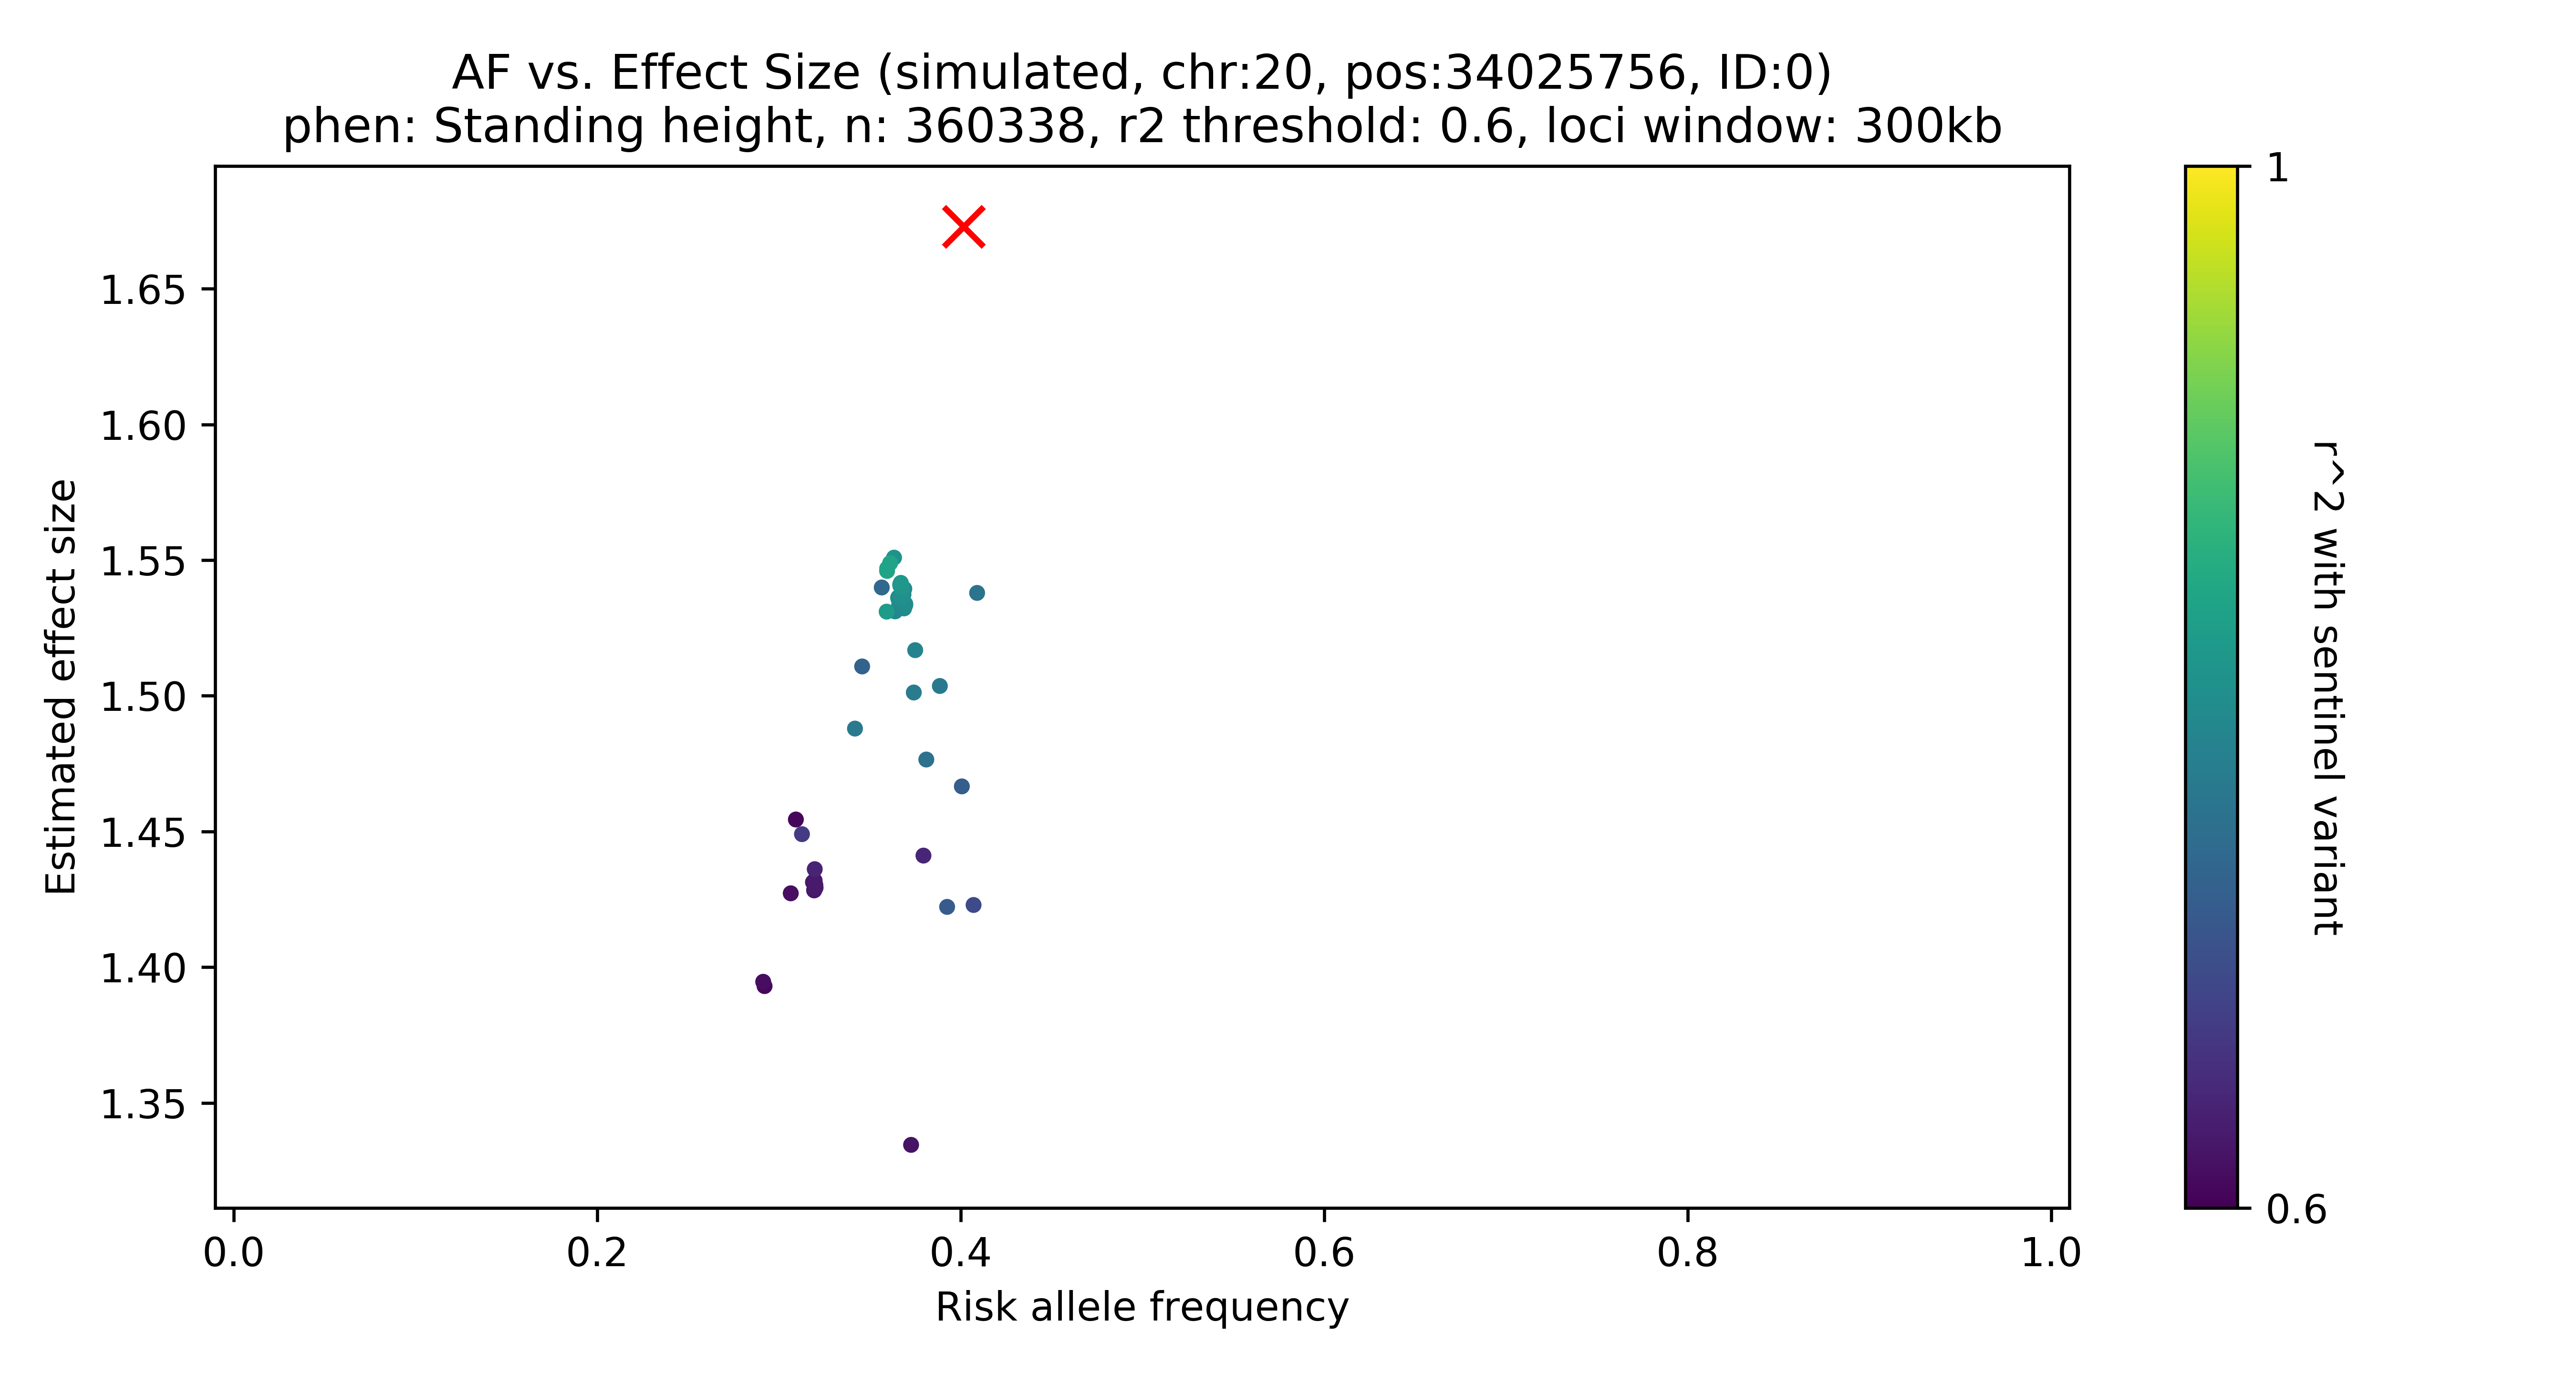 AF vs. Effect Size (simulated, chr:20, pos:34025756, ID:0)
phen: Standing height, n: 360338, r2 threshold: 0.6, loci window: 300kb
1
1.65
1.60
1.55
1.50
1.45
1.40
1.35
Estimated effect size
r^2 with sentinel variant
0.6
0.0 0.2 0.4 0.6 0.8 1.0
Risk allele frequency